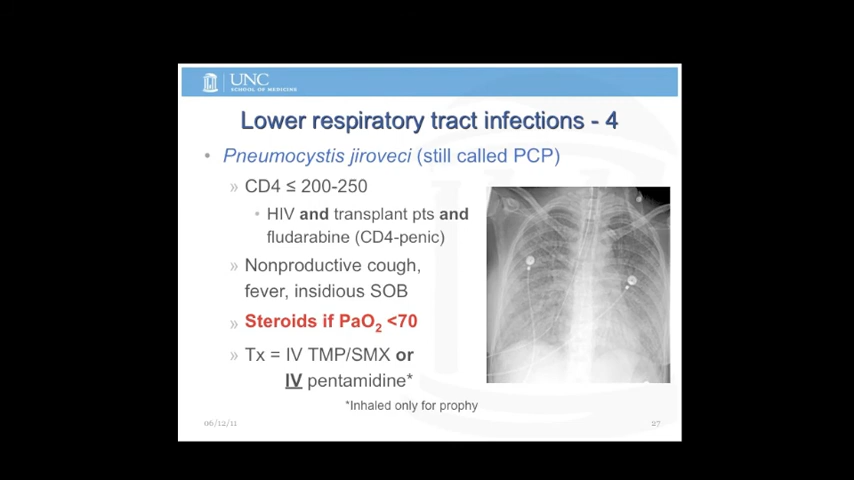 UNC
SCHOOL OF MEDICINE
Lower respiratory tract infections - 4
• Pneumocystis jiroveci (still called PCP)
» CD4 ≤ 200-250
• HIV and transplant pts and
fludarabine (CD4-penic)
» Nonproductive cough,
fever, insidious SOB
» Steroids if PaO₂ <70
» Tx = IV TMP/SMX or
IV pentamidine*
*Inhaled only for prophy
06/12/11
27